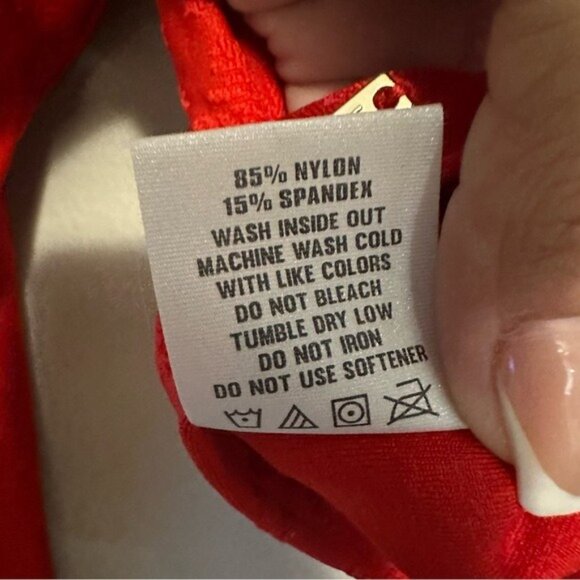 85% NYLON
15% SPANDEX
WASH INSIDE OUT
MACHINE WASH COLD
WITH LIKE COLORS
DO NOT BLEACH
TUMBLE DRY LOW
DO NOT IRON
DO NOT USE SOFTENER